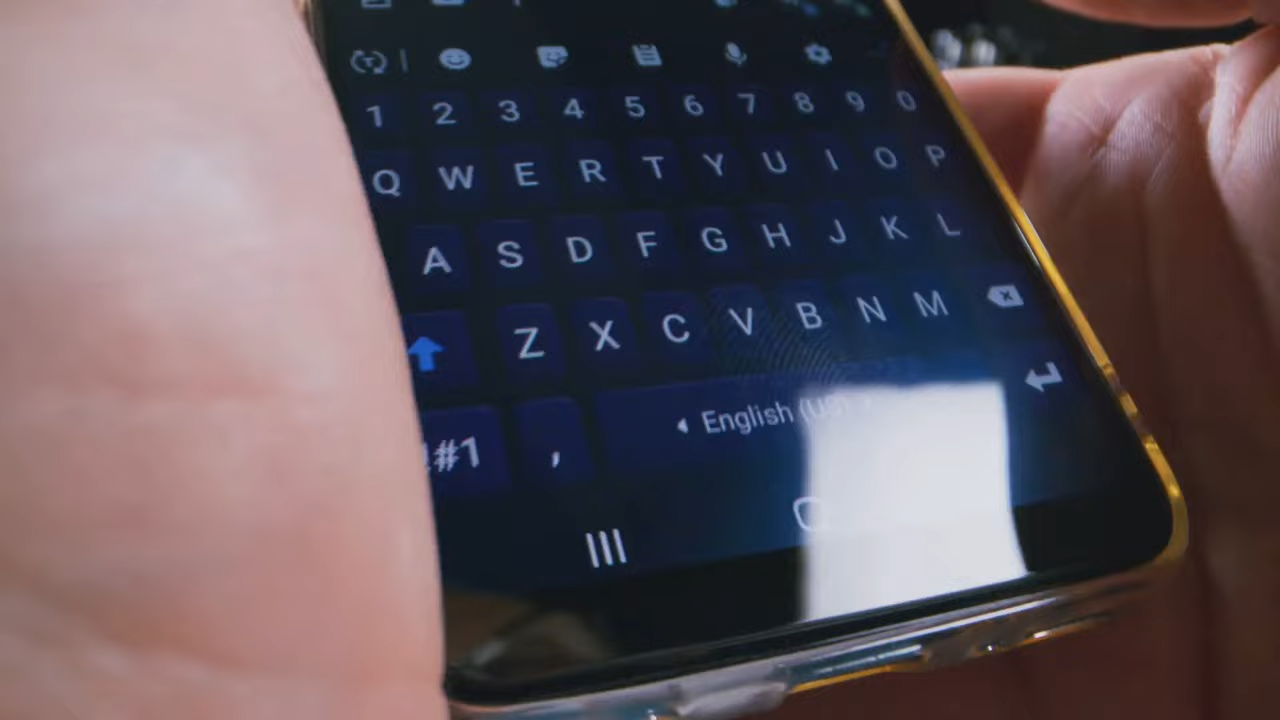 1 2 3 4 5 6 7 8 9 0
Q W E R T Y U I O P
A S D F G H J K L
Z X C V B N M
!#1 , English (US)